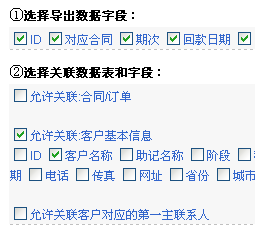 ①选择导出数据字段：
ID 对应合同 期次 回款日期
②选择关联数据表和字段：
允许关联:合同/订单
允许关联:客户基本信息
ID 客户名称 助记名称 阶段
期 电话 传真 网址 省份 城市
允许关联客户对应的第一主联系人